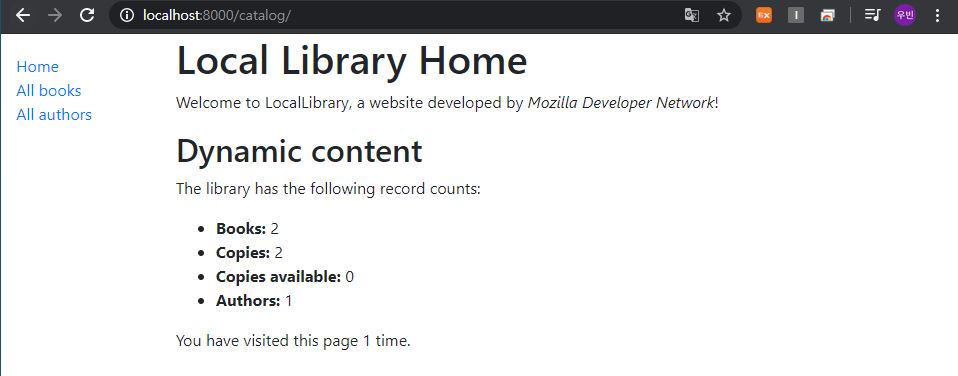 localhost:8000/catalog/
EX
I
우빈
Home
All books
All authors
Local Library Home
Welcome to LocalLibrary, a website developed by Mozilla Developer Network!
Dynamic content
The library has the following record counts:
Books: 2
Copies: 2
Copies available: 0
Authors: 1
You have visited this page 1 time.